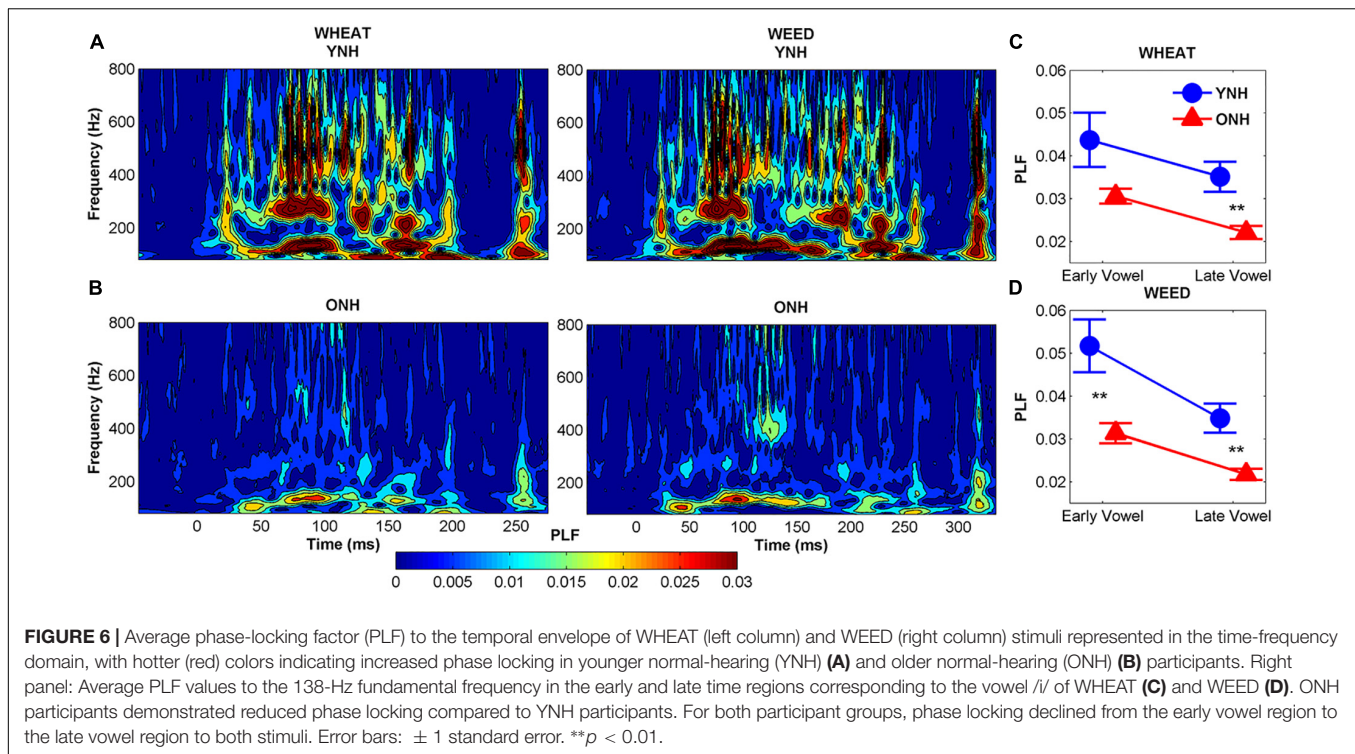 A
WHEAT
YNH
WEED
YNH
C
WHEAT
800
600
400
200
Frequency (Hz)
800
600
400
200
0.06
0.05
0.04
0.03
0.02
PLF
YNH
ONH
**
Early Vowel
Late Vowel
B
ONH
ONH
D
WEED
800
600
400
200
Frequency (Hz)
0
50
100
150
200
250
Time (ms)
800
600
400
200
0
50
100
150
200
250
300
Time (ms)
0.06
0.05
0.04
0.03
0.02
PLF
**
**
Early Vowel
Late Vowel
PLF
0
0.005
0.01
0.015
0.02
0.025
0.03
FIGURE 6 | Average phase-locking factor (PLF) to the temporal envelope of WHEAT (left column) and WEED (right column) stimuli represented in the time-frequency
domain, with hotter (red) colors indicating increased phase locking in younger normal-hearing (YNH) (A) and older normal-hearing (ONH) (B) participants. Right
panel: Average PLF values to the 138-Hz fundamental frequency in the early and late time regions corresponding to the vowel /i/ of WHEAT (C) and WEED (D). ONH
participants demonstrated reduced phase locking compared to YNH participants. For both participant groups, phase locking declined from the early vowel region to
the late vowel region to both stimuli. Error bars: ± 1 standard error. **p < 0.01.